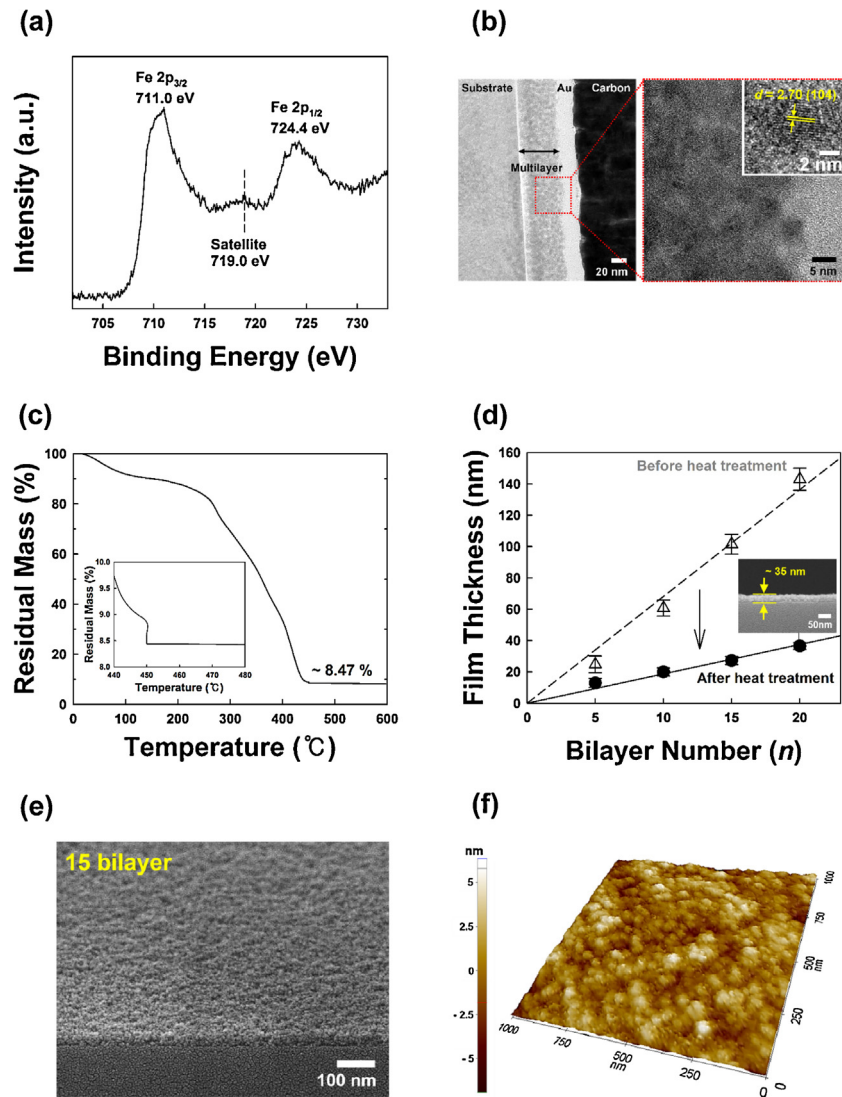 (a)
Fe 2p3/2
711.0 eV
Fe 2p1/2
724.4 eV
Satellite
719.0 eV
Intensity (a.u.)
705 710 715 720 725 730
Binding Energy (eV)
(b)
Substrate
Au
Carbon
Multilayer
20 nm
d = 2.70 [104]
2 nm
5 nm
(c)
Residual Mass (%)
100
80
60
40
20
0
Residual Mass (%)
10.0
9.5
9.0
8.5
8.0
440 450 460 470 480
Temperature (℃)
~ 8.47 %
0 100 200 300 400 500 600
Temperature (℃)
(d)
Film Thickness (nm)
160
140
120
100
80
60
40
20
0
Before heat treatment
~ 35 nm
50nm
After heat treatment
0 5 10 15 20
Bilayer Number (n)
(e)
15 bilayer
100 nm
(f)
nm
5
2.5
0
- 2.5
- 5
1000
750
500
nm
250
0
1000
750
500
nm
250
0